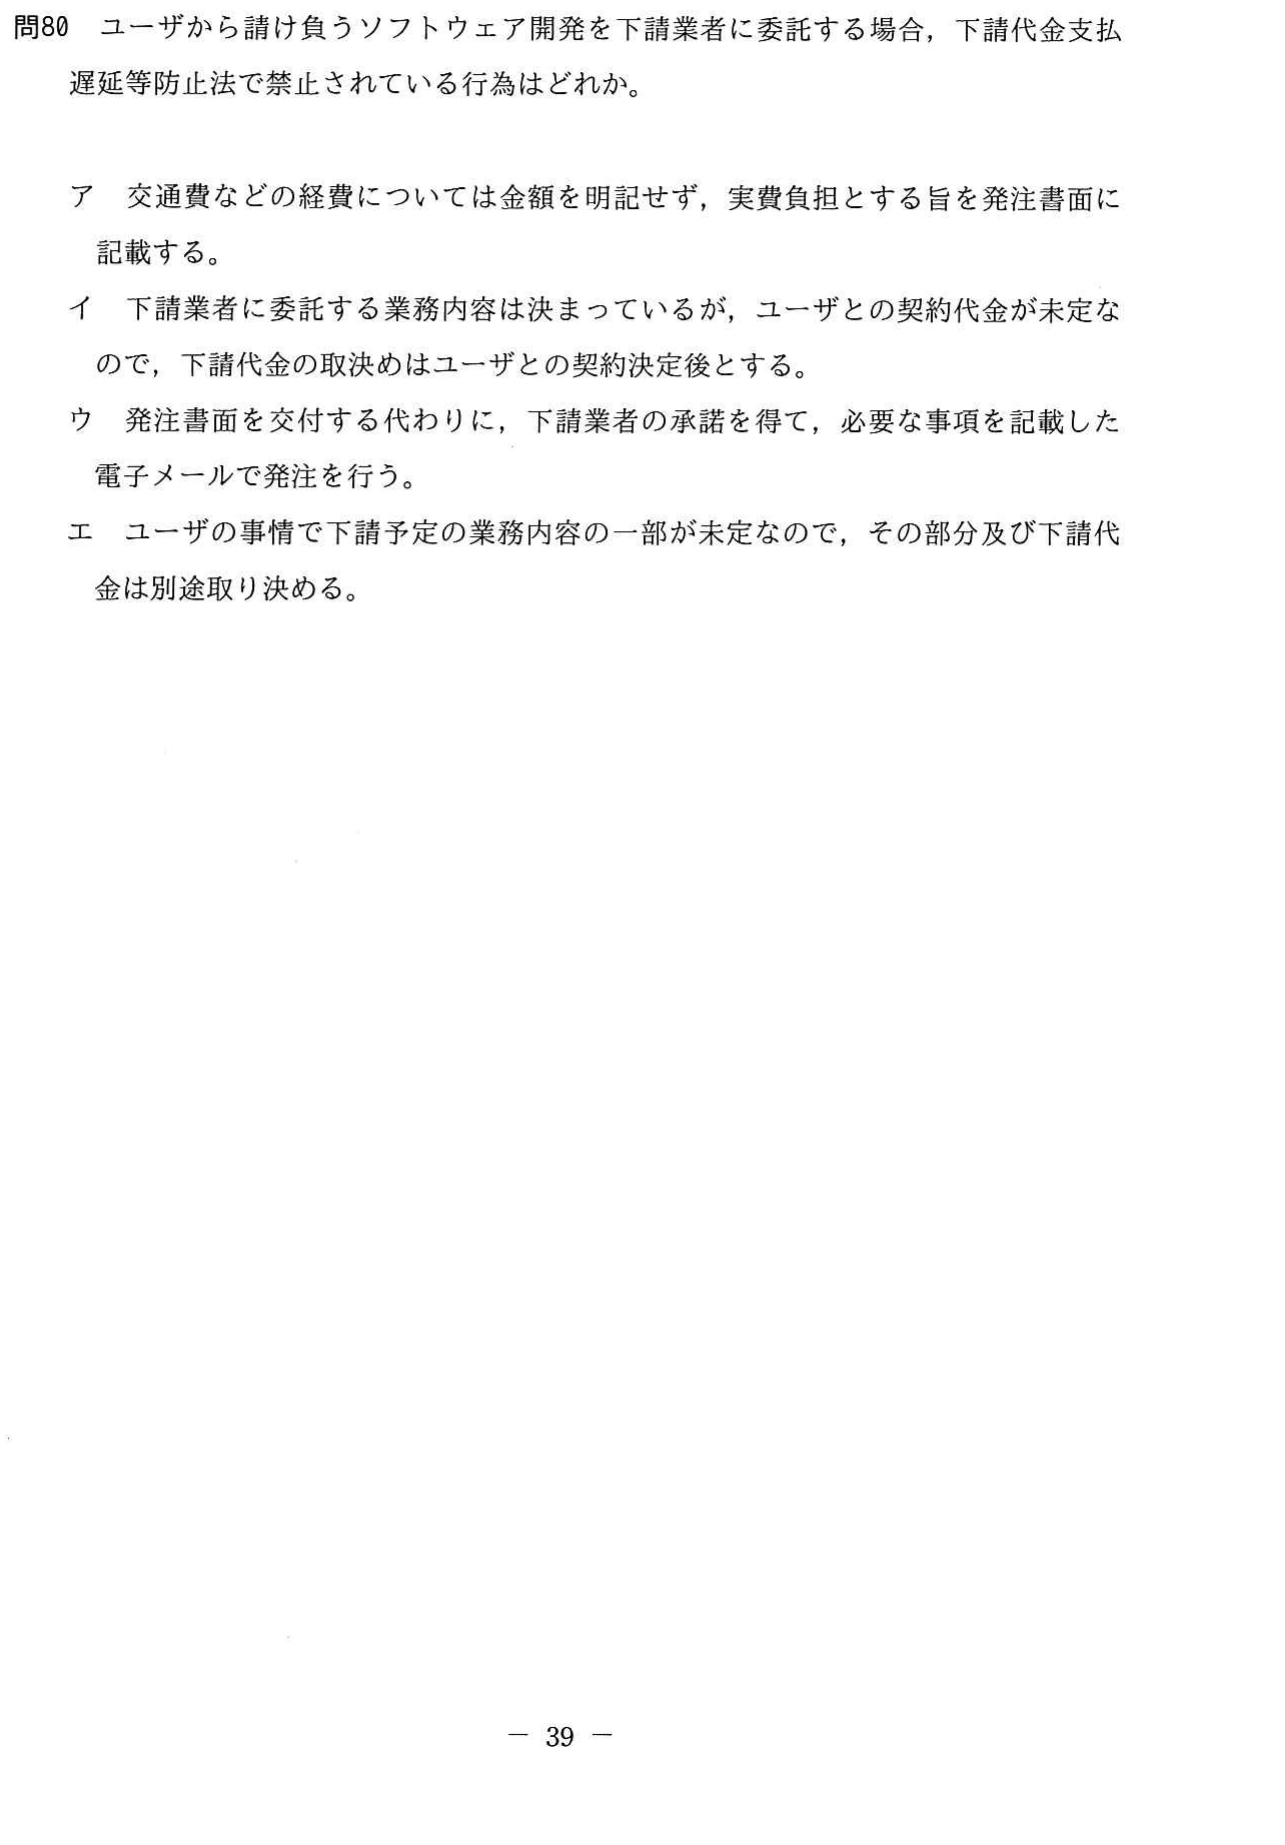 問80 ユーザから請け負うソフトウェア開発を下請業者に委託する場合，下請代金支払
遅延等防止法で禁止されている行為はどれか。
ア 交通費などの経費については金額を明記せず，実費負担とする旨を発注書面に
記載する。
イ 下請業者に委託する業務内容は決まっているが，ユーザとの契約代金が未定な
ので，下請代金の取決めはユーザとの契約決定後とする。
ウ 発注書面を交付する代わりに，下請業者の承諾を得て，必要な事項を記載した
電子メールで発注を行う。
エ ユーザの事情で下請予定の業務内容の一部が未定なので，その部分及び下請代
金は別途取り決める。
— 39 —